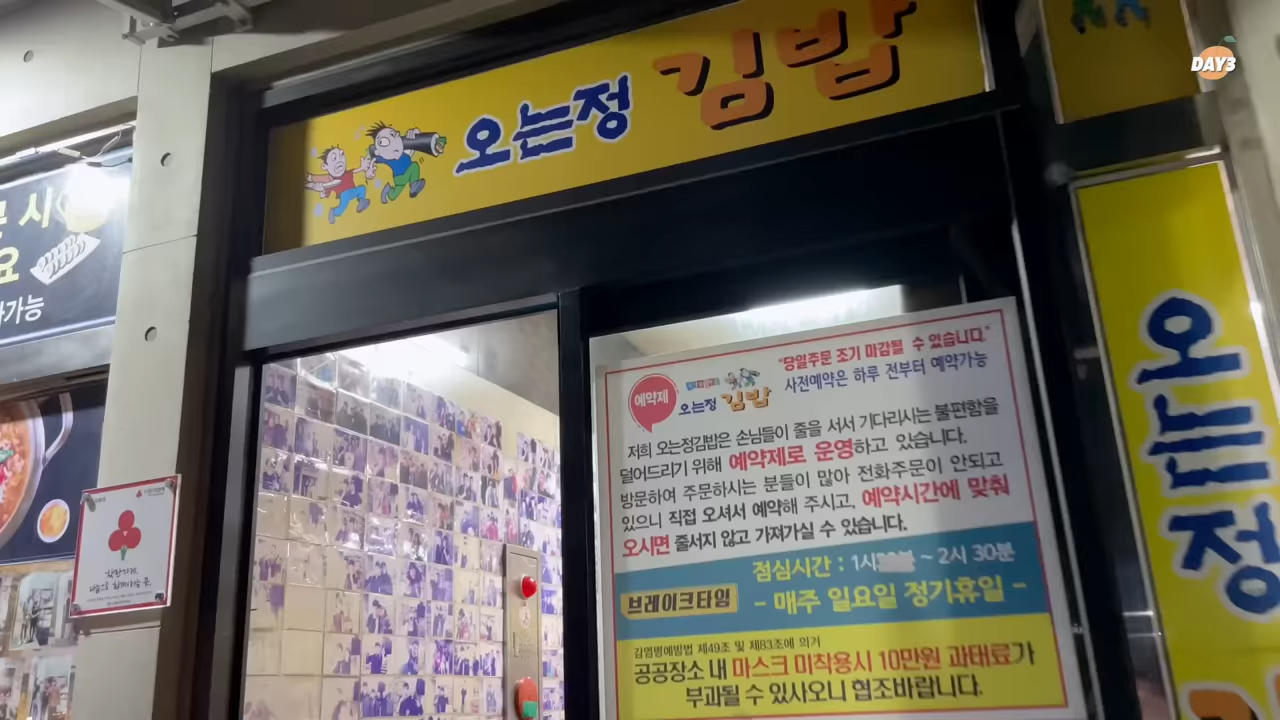 DAY3
오는정 김밥
시
요
가능
예약제
오는정 김밥
"당일주문 조기 마감될 수 있습니다."
사전예약은 하루 전부터 예약가능
저희 오는정김밥은 손님들이 줄을 서서 기다리시는 불편함을
덜어드리기 위해 예약제로 운영하고 있습니다.
방문하여 주문하시는 분들이 많아 전화주문이 안되고
있으니 직접 오셔서 예약해 주시고, 예약시간에 맞춰
오시면 줄서지 않고 가져가실 수 있습니다.
브레이크타임
점심시간 : 1시 ~ 2시 30분
- 매주 일요일 정기휴일 -
감염병예방법 제49조 및 제83조에 의거
공공장소 내 마스크 미착용시 10만원 과태료가
부과될 수 있사오니 협조바랍니다.
오는정